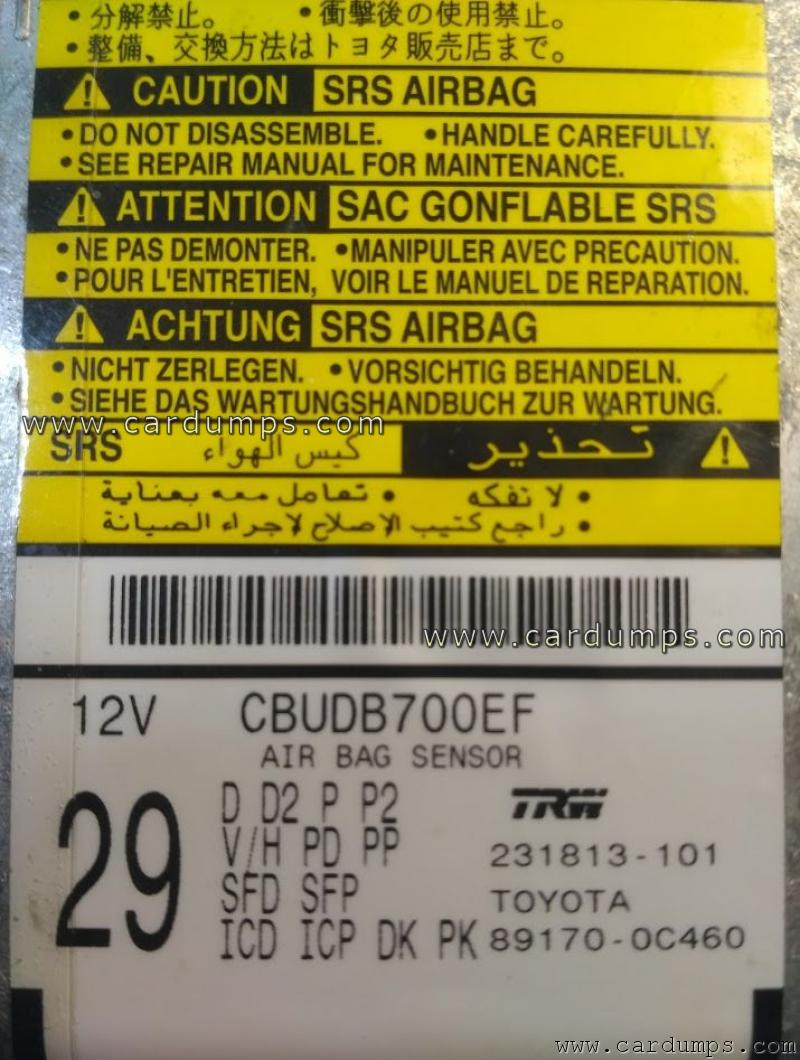 ・分解禁止。 ・衝撃後の使用禁止。
・整備、交換方法はトヨタ販売店まで。
CAUTION SRS AIRBAG
•DO NOT DISASSEMBLE. •HANDLE CAREFULLY.
•SEE REPAIR MANUAL FOR MAINTENANCE.
ATTENTION SAC GONFLABLE SRS
•NE PAS DEMONTER. •MANIPULER AVEC PRECAUTION.
•POUR L'ENTRETIEN, VOIR LE MANUEL DE REPARATION.
ACHTUNG SRS AIRBAG
•NICHT ZERLEGEN. •VORSICHTIG BEHANDELN.
•SIEHE DAS WARTUNGSHANDBUCH ZUR WARTUNG.
www.cardumps.com
تحذير كيس الهواء SRS
• لا تفكه • تعامل معه بعناية
• راجع كتيب الاصلاح لاجراء الصيانة
www.cardumps.com
12V CBUDB700EF
AIR BAG SENSOR
29
D D2 P P2 TRW
V/H PD PP 231813-101
SFD SFP TOYOTA
ICD ICP DK PK 89170-0C460
www.cardumps.com